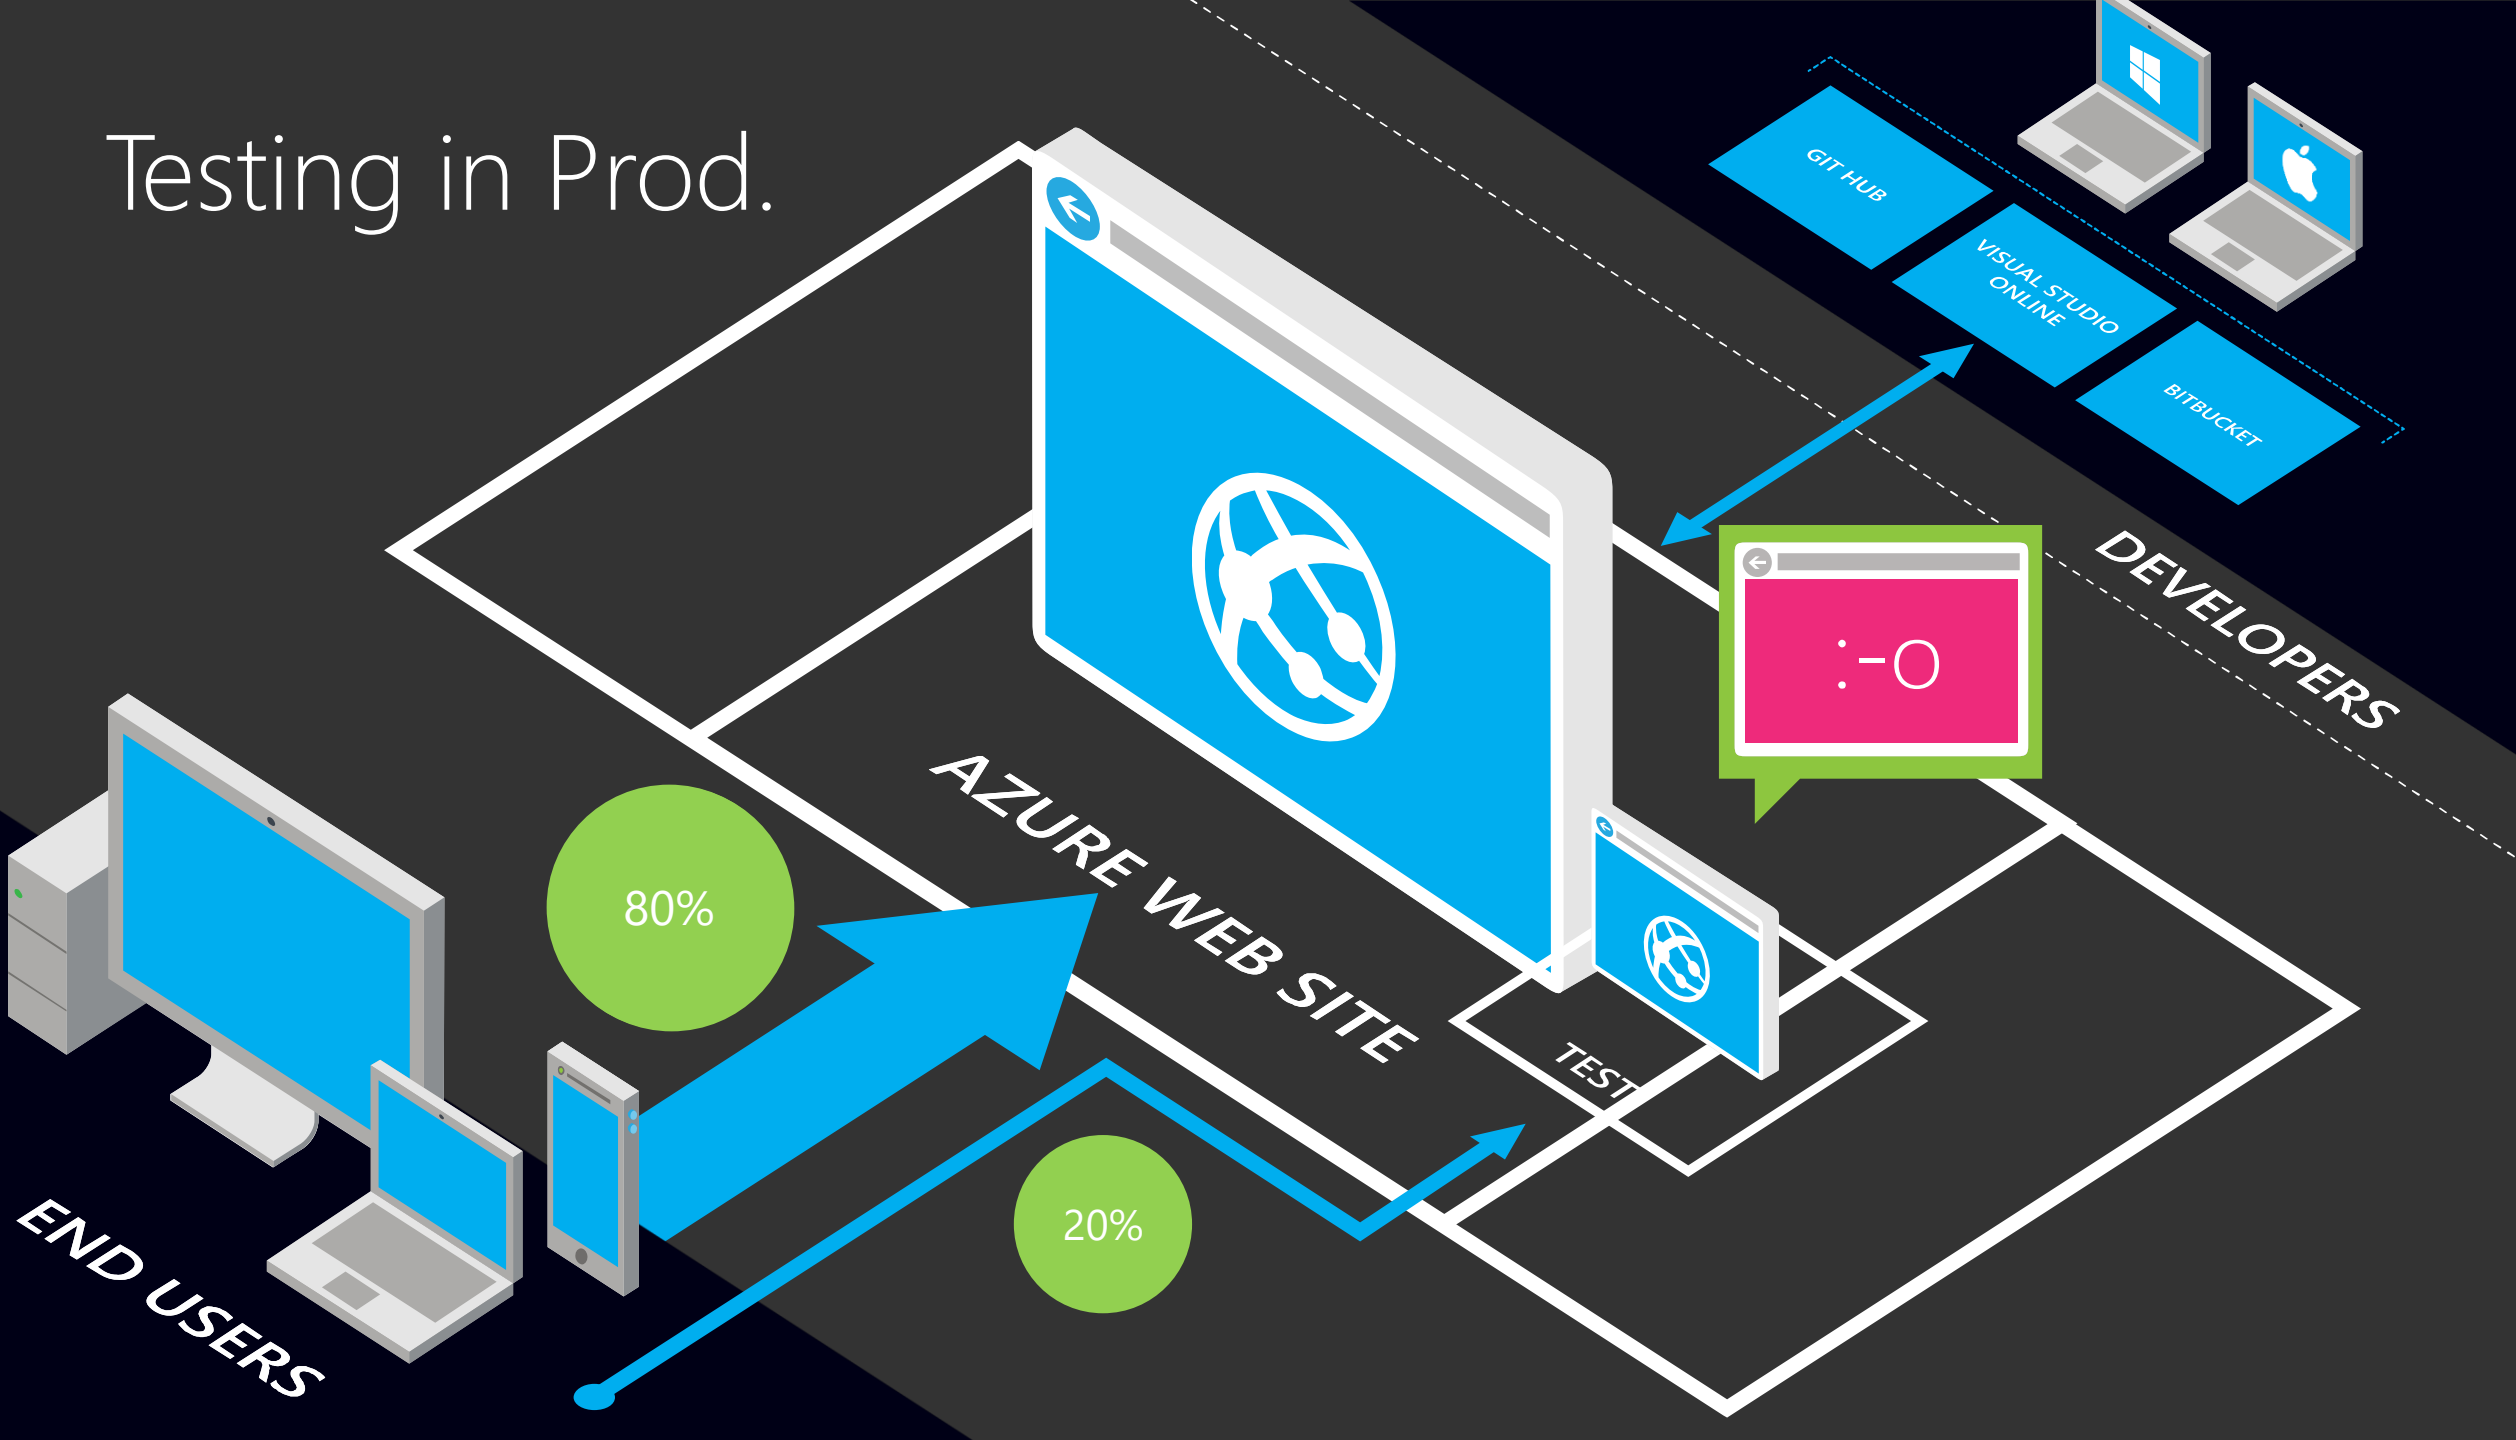 Testing in Prod.
GIT HUB
VISUAL STUDIO
ONLINE
BITBUCKET
DEVELOPERS
:-O
AZURE WEB SITE
80%
TEST
20%
END USERS